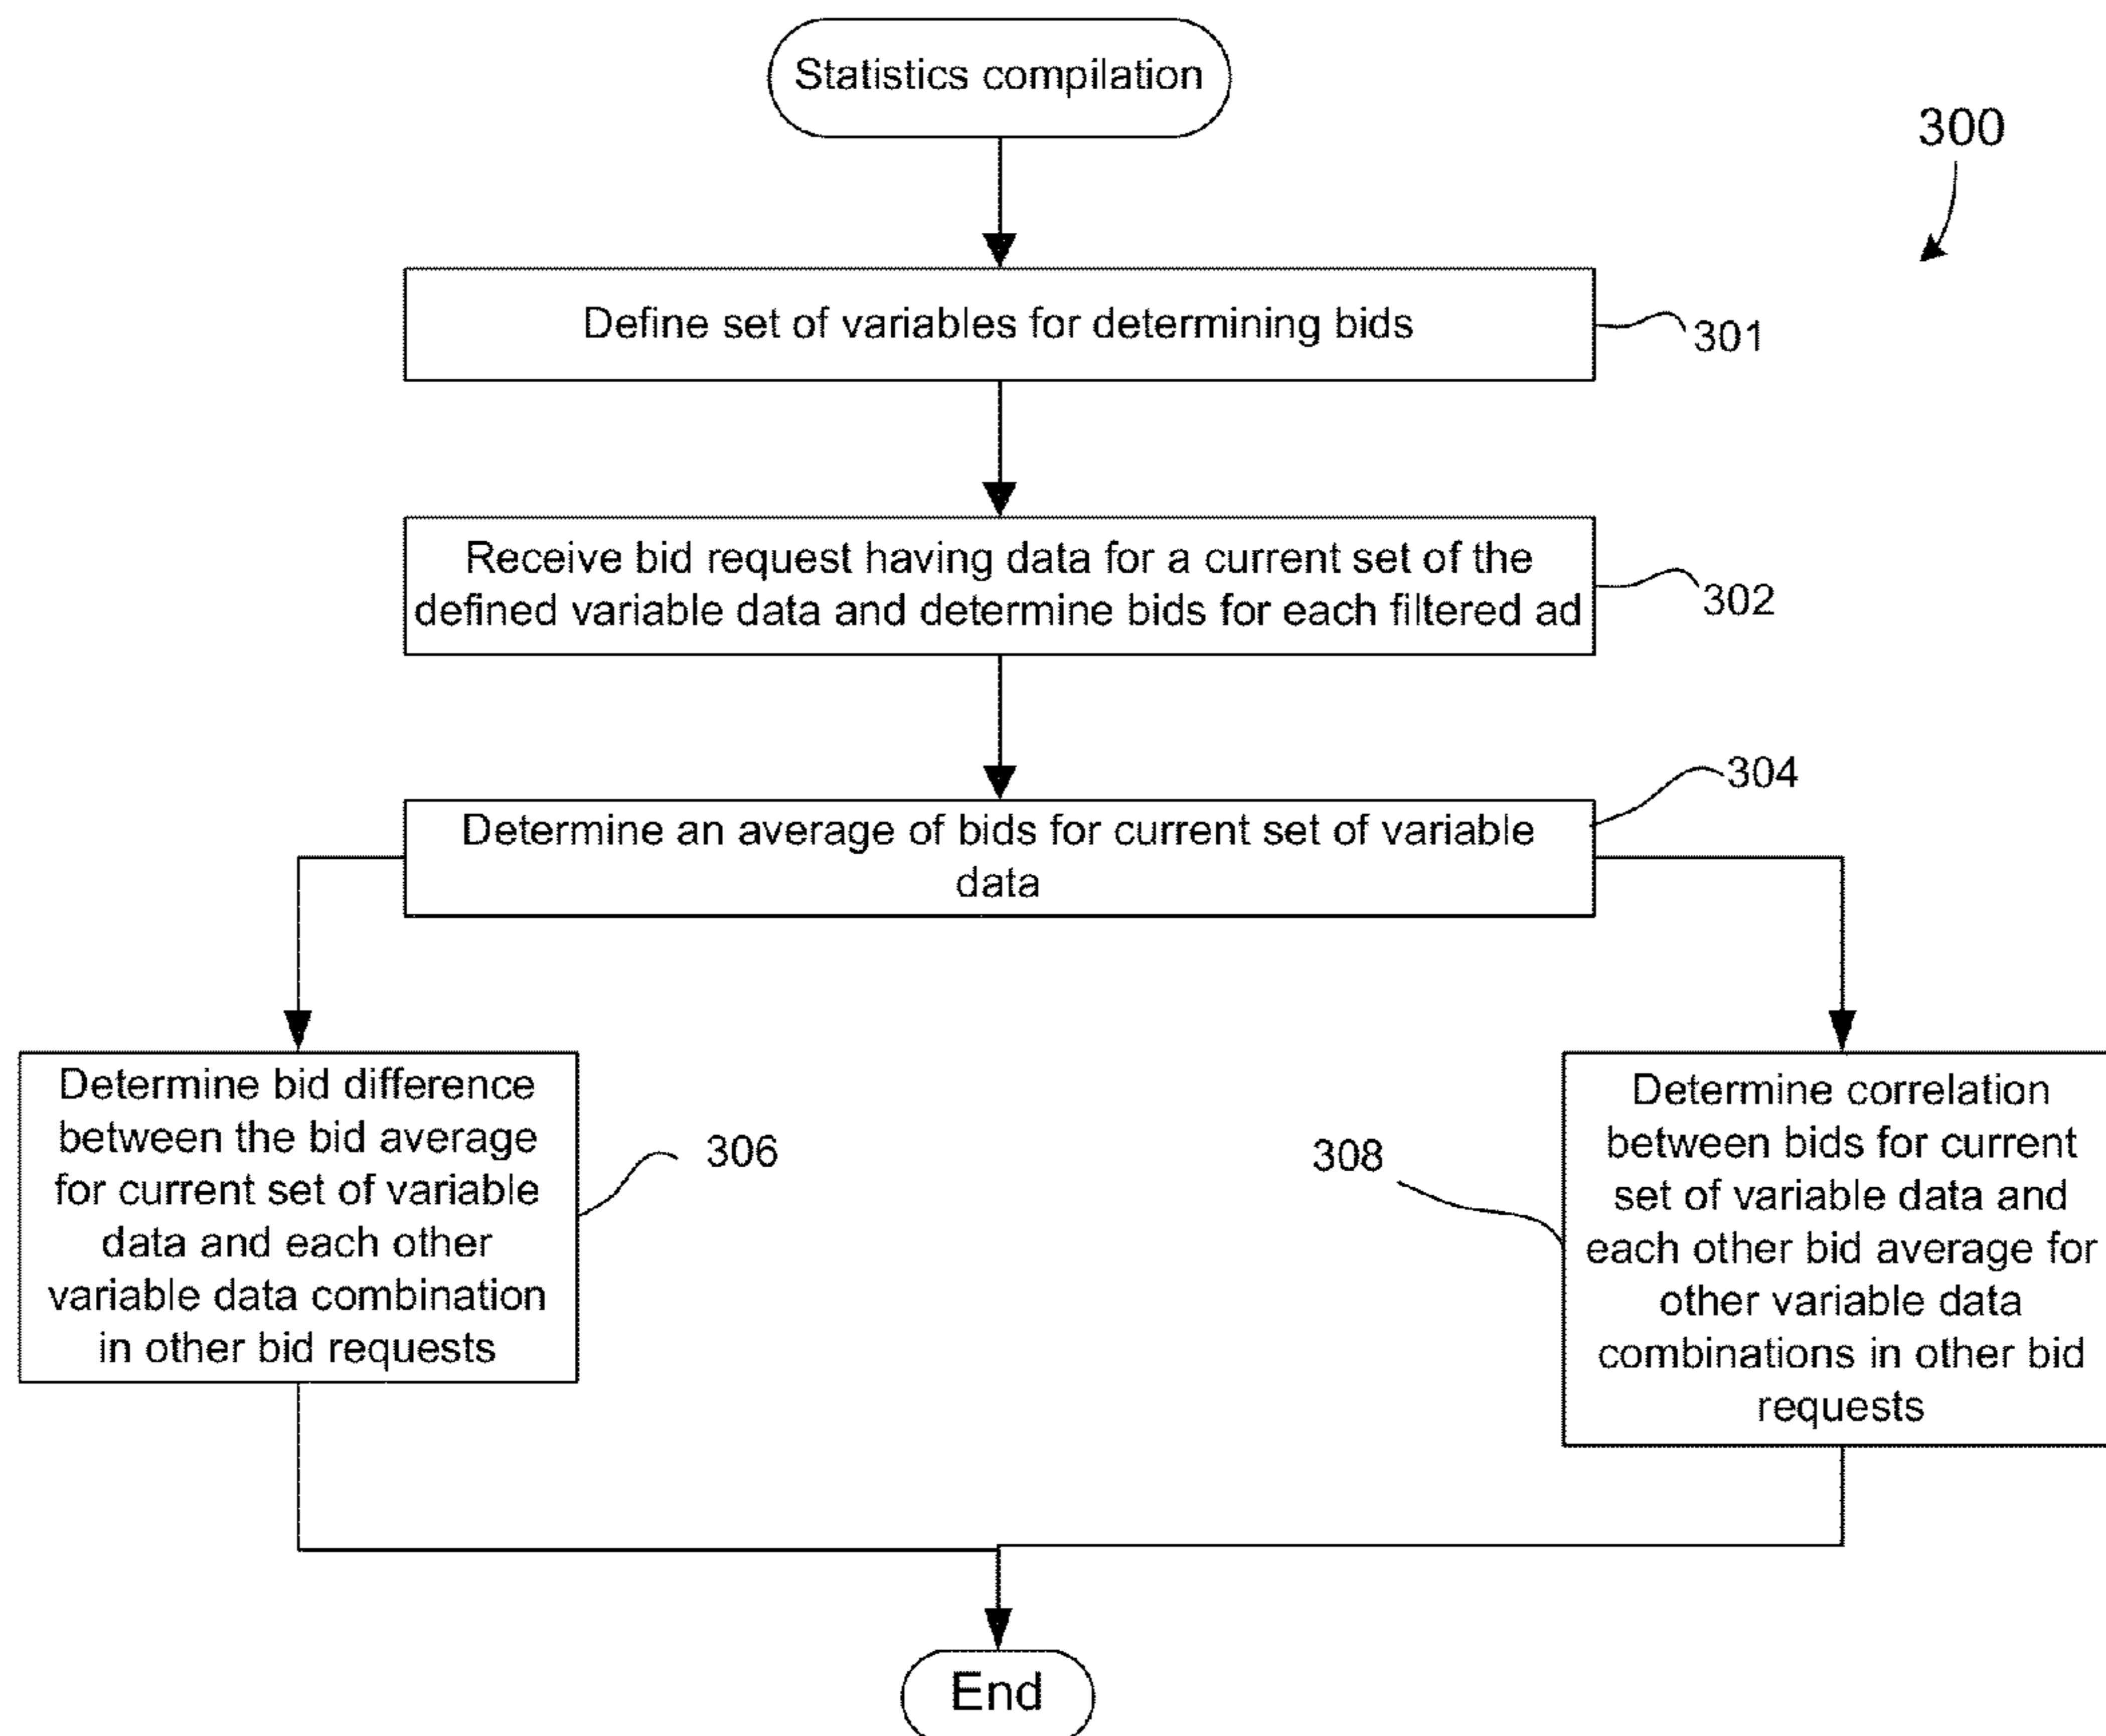 Statistics compilation
300
Define set of variables for determining bids
301
Receive bid request having data for a current set of the
defined variable data and determine bids for each filtered ad
302
304
Determine an average of bids for current set of variable
data
Determine bid difference
between the bid average
for current set of variable
data and each other
variable data combination
in other bid requests
306
308
Determine correlation
between bids for current
set of variable data and
each other bid average for
other variable data
combinations in other bid
requests
End